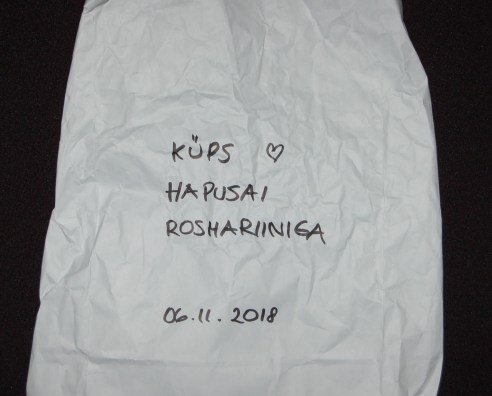 KÜPS ♡
HAPUSAI
ROSHARIINIGA
06.11.2018